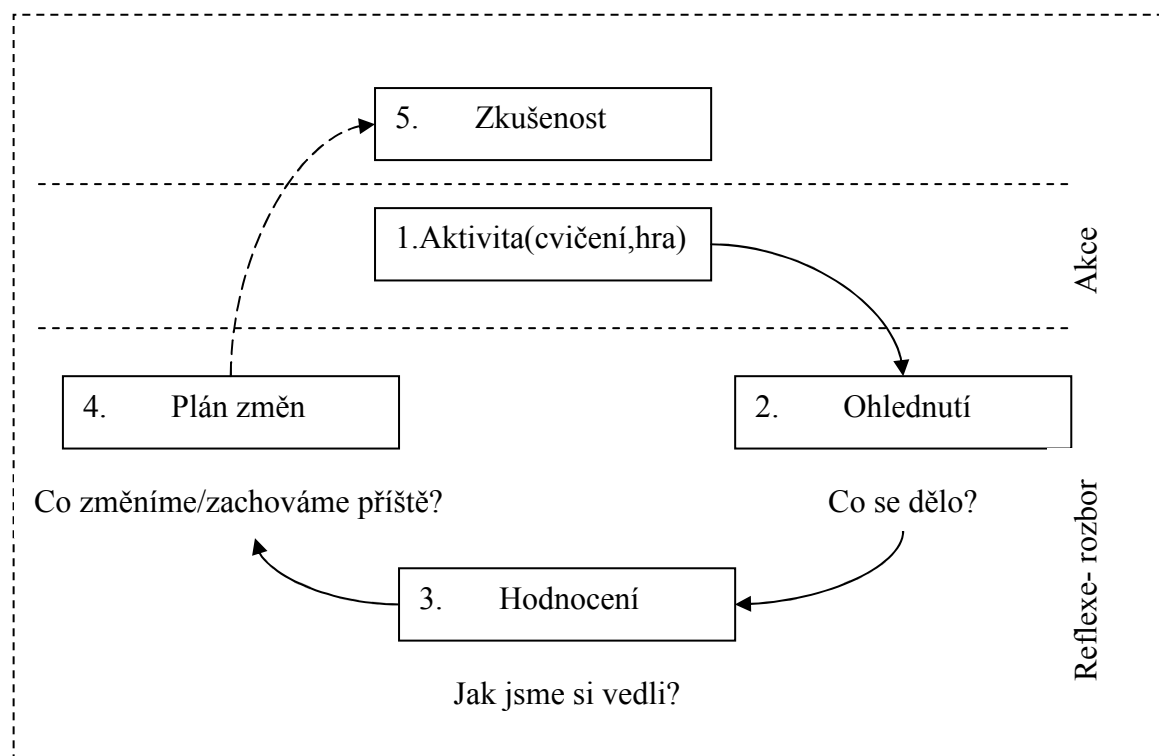 5. Zkušenost
1.Aktivita(cvičení,hra)
Akce
4. Plán změn
2. Ohlednutí
Co změníme/zachováme příště?
Co se dělo?
3. Hodnocení
Reflexe- rozbor
Jak jsme si vedli?